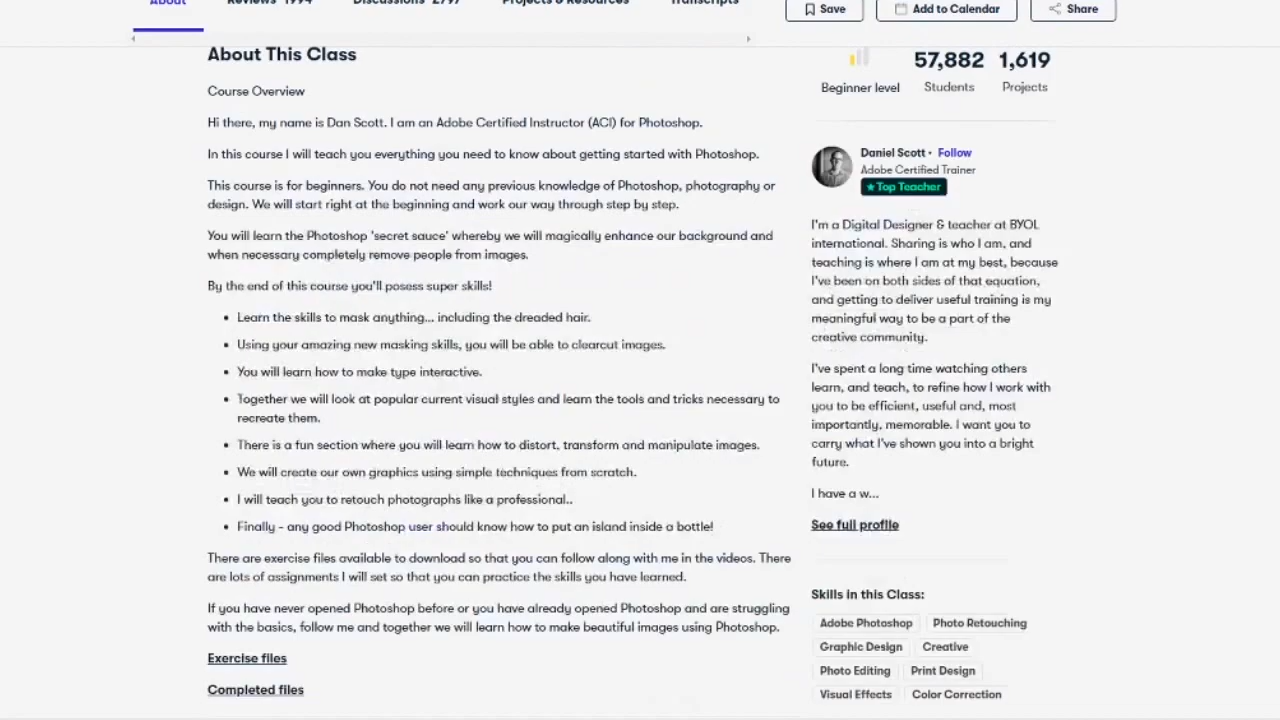 About
Reviews 1994
Discussions 2797
Projects & Resources
Transcripts
Save
Add to Calendar
Share
About This Class
Course Overview
Hi there, my name is Dan Scott. I am an Adobe Certified Instructor (ACI) for Photoshop.
In this course I will teach you everything you need to know about getting started with Photoshop.
This course is for beginners. You do not need any previous knowledge of Photoshop, photography or
design. We will start right at the beginning and work our way through step by step.
You will learn the Photoshop 'secret sauce' whereby we will magically enhance our background and
when necessary completely remove people from images.
By the end of this course you'll posess super skills!
• Learn the skills to mask anything... including the dreaded hair.
• Using your amazing new masking skills, you will be able to clearcut images.
• You will learn how to make type interactive.
• Together we will look at popular current visual styles and learn the tools and tricks necessary to
recreate them.
• There is a fun section where you will learn how to distort, transform and manipulate images.
• We will create our own graphics using simple techniques from scratch.
• I will teach you to retouch photographs like a professional..
• Finally - any good Photoshop user should know how to put an island inside a bottle!
There are exercise files available to download so that you can follow along with me in the videos. There
are lots of assignments I will set so that you can practice the skills you have learned.
If you have never opened Photoshop before or you have already opened Photoshop and are struggling
with the basics, follow me and together we will learn how to make beautiful images using Photoshop.
Exercise files
Completed files
57,882 1,619
Beginner level Students Projects
Daniel Scott • Follow
Adobe Certified Trainer
★Top Teacher
I'm a Digital Designer & teacher at BYOL
international. Sharing is who I am, and
teaching is where I am at my best, because
I've been on both sides of that equation,
and getting to deliver useful training is my
meaningful way to be a part of the
creative community.
I've spent a long time watching others
learn, and teach, to refine how I work with
you to be efficient, useful and, most
importantly, memorable. I want you to
carry what I've shown you into a bright
future.
I have a w...
See full profile
Skills in this Class:
Adobe Photoshop Photo Retouching
Graphic Design Creative
Photo Editing Print Design
Visual Effects Color Correction